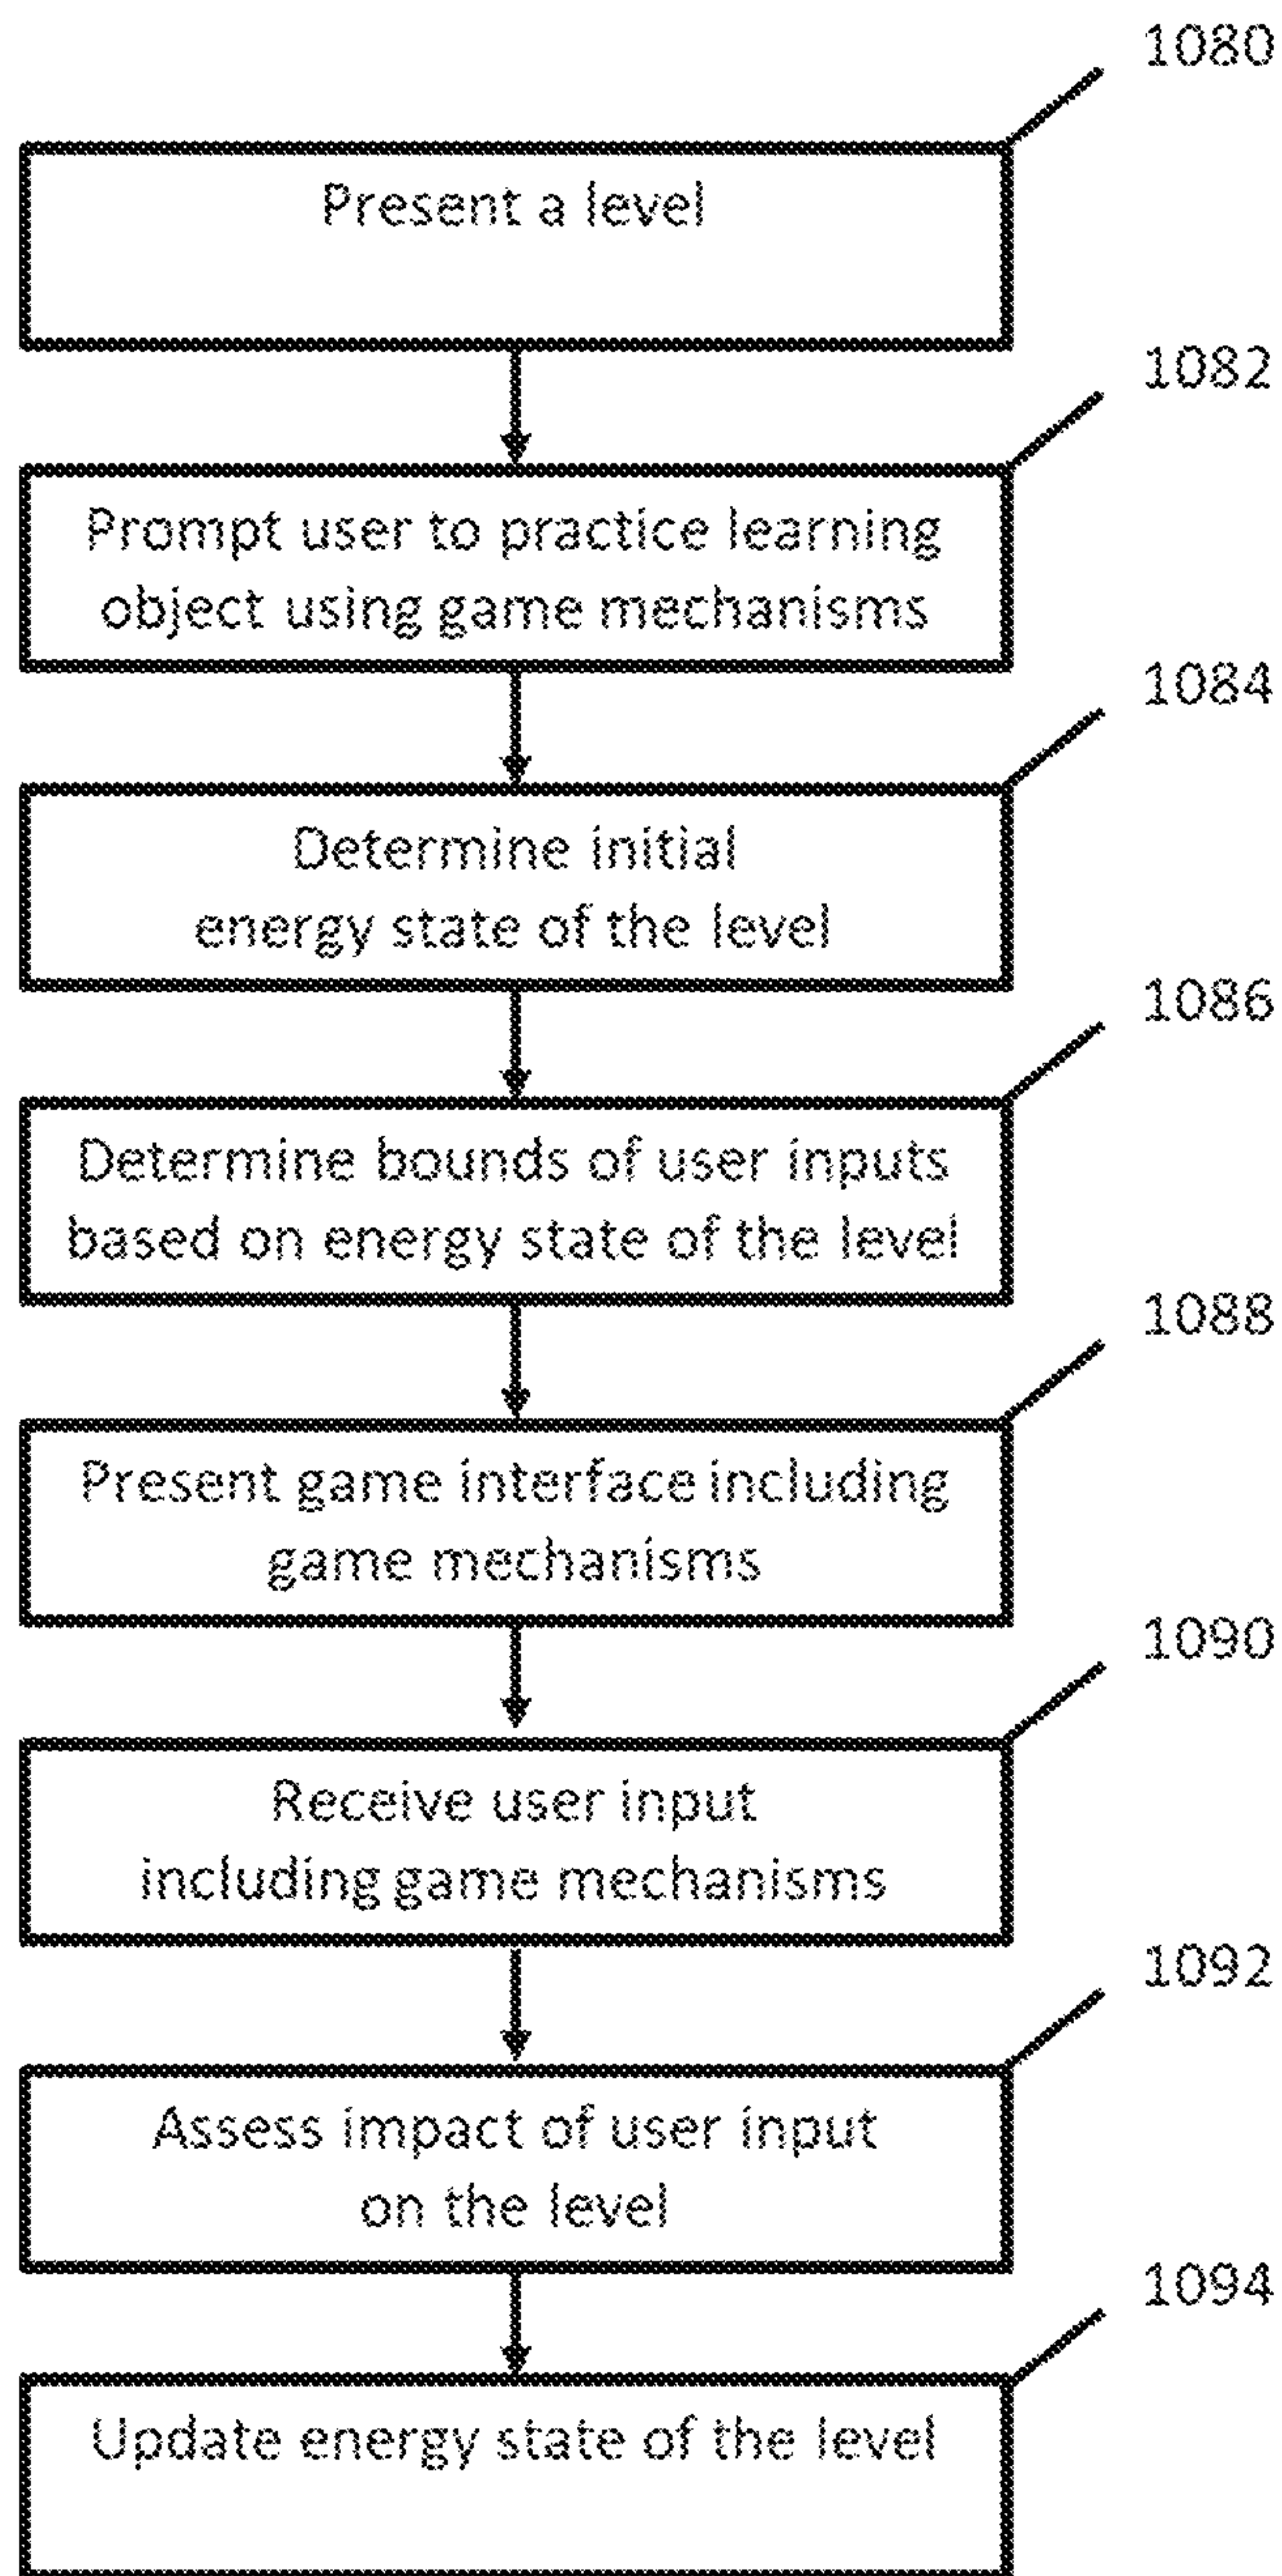 1080
Present a level
1082
Prompt user to practice learning
object using game mechanisms
1084
Determine initial
energy state of the level
1086
Determine bounds of user inputs
based on energy state of the level
1088
Present game interface including
game mechanisms
1090
Receive user input
including game mechanisms
1092
Assess impact of user input
on the level
1094
Update energy state of the level